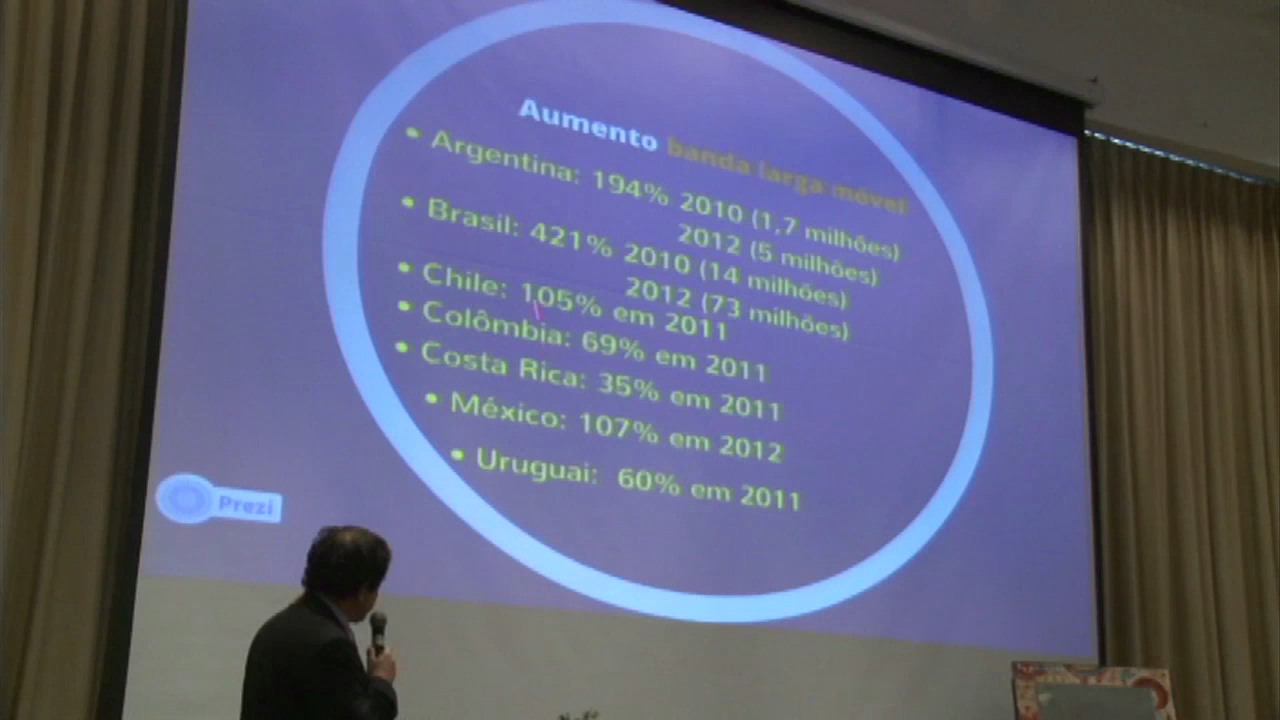 Aumento banda larga móvel
• Argentina: 194% 2010 (1,7 milhões)
2012 (5 milhões)
• Brasil: 421% 2010 (14 milhões)
2012 (73 milhões)
• Chile: 105% em 2011
• Colômbia: 69% em 2011
• Costa Rica: 35% em 2011
• México: 107% em 2012
• Uruguai: 60% em 2011
Prezi